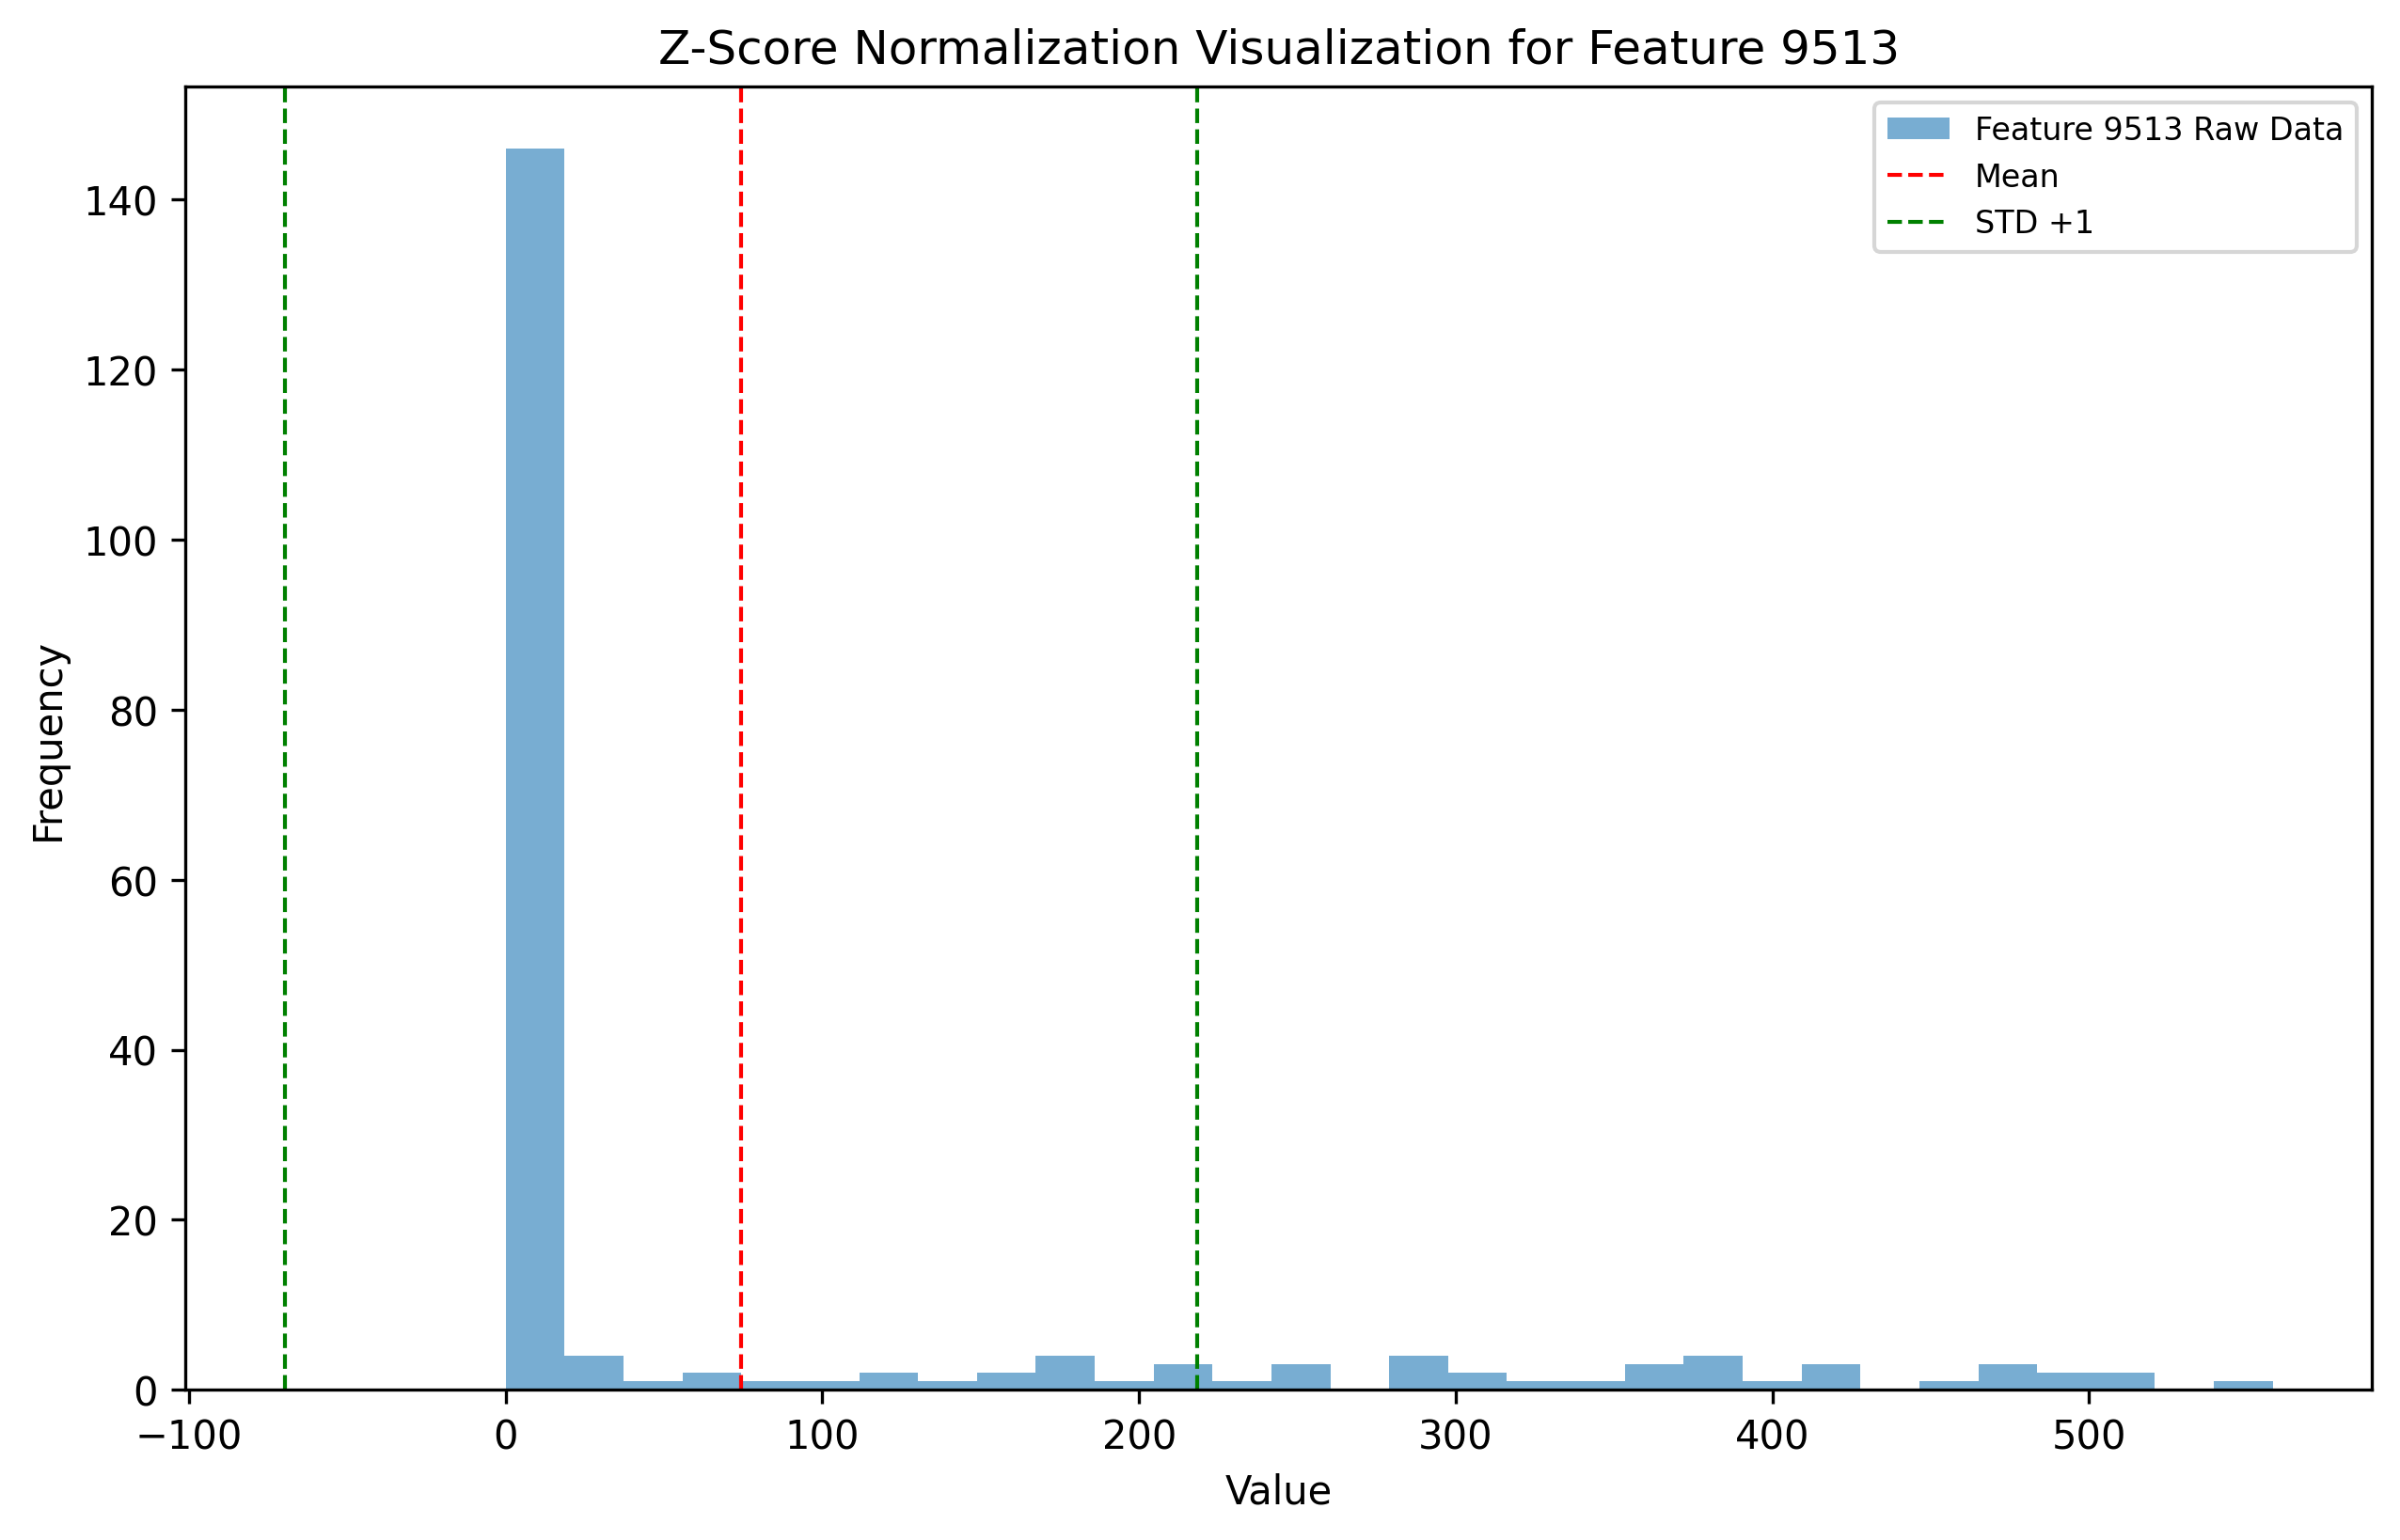 Z-Score Normalization Visualization for Feature 9513
Feature 9513 Raw Data
Mean
STD +1
140
120
100
80
60
40
20
0
Frequency
−100 0 100 200 300 400 500
Value